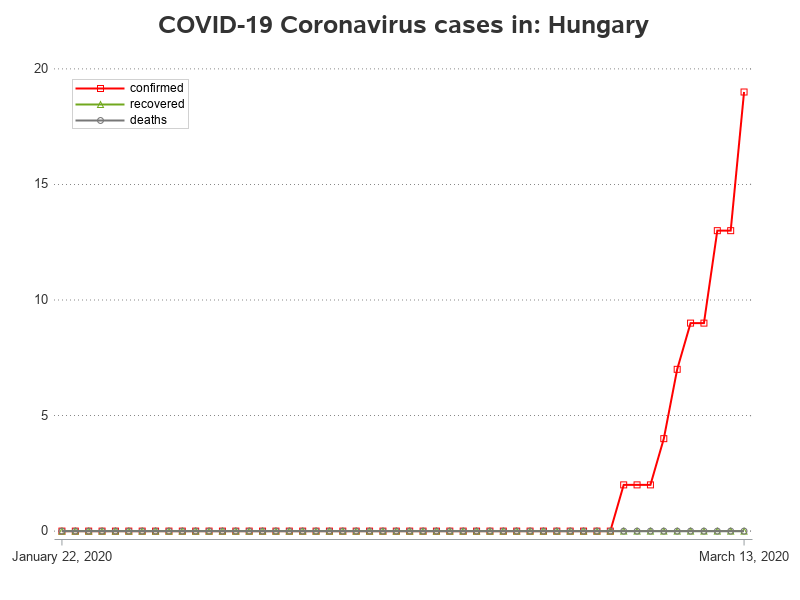 COVID-19 Coronavirus cases in: Hungary
20
confirmed
recovered
deaths
15
10
5
0
January 22, 2020
March 13, 2020